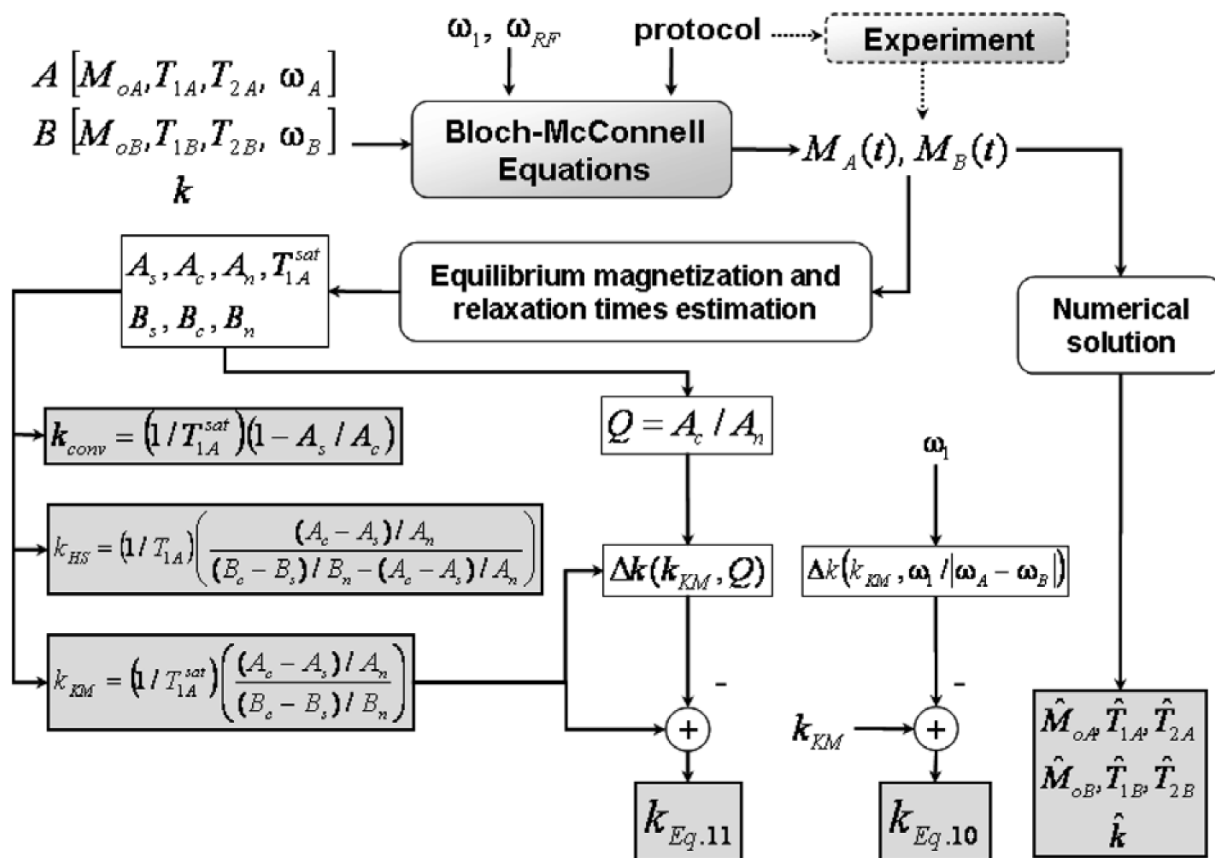 ω₁, ω_RF
protocol
Experiment
A [M_oA, T_1A, T_2A, ω_A]
B [M_oB, T_1B, T_2B, ω_B]
k
Bloch-McConnell
Equations
M_A(t), M_B(t)
A_s, A_c, A_n, T_1A^sat
B_s, B_c, B_n
Equilibrium magnetization and
relaxation times estimation
Numerical
solution
k_conv = (1/T_1A^sat)(1 - A_s / A_c)
Q = A_c / A_n
ω₁
k_HS = (1/T_1A)(((A_c - A_s)/A_n)/((B_c - B_s)/B_n - (A_c - A_s)/A_n))
Δk(k_KM, Q)
Δk(k_KM, ω₁/|ω_A - ω_B|)
k_KM = (1/T_1A^sat)(((A_c - A_s)/A_n)/((B_c - B_s)/B_n))
-
-
+
k_KM
+
k_Eq.11
k_Eq.10
M̂_oA, T̂_1A, T̂_2A
M̂_oB, T̂_1B, T̂_2B
k̂